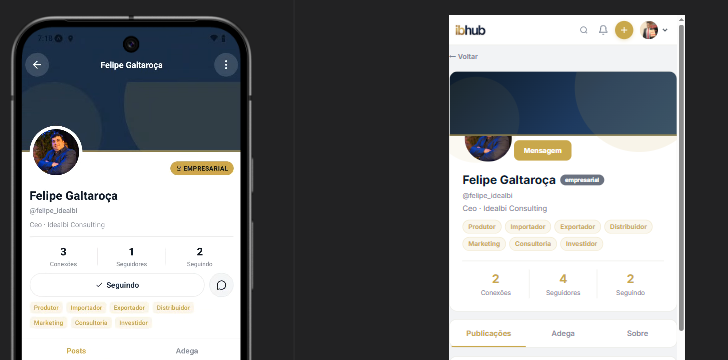 2:18
Felipe Galtaroça
EMPRESARIAL
Felipe Galtaroça
@felipe_idealbi
Ceo · Idealbi Consulting
3
1
2
Conexões
Seguidores
Seguindo
Seguindo
Produtor
Importador
Exportador
Distribuidor
Marketing
Consultoria
Investidor
Posts
Adega
ibhub
← Voltar
Mensagem
Felipe Galtaroça
empresarial
@felipe_idealbi
Ceo · Idealbi Consulting
Produtor
Importador
Exportador
Distribuidor
Marketing
Consultoria
Investidor
2
4
2
Conexões
Seguidores
Seguindo
Publicações
Adega
Sobre